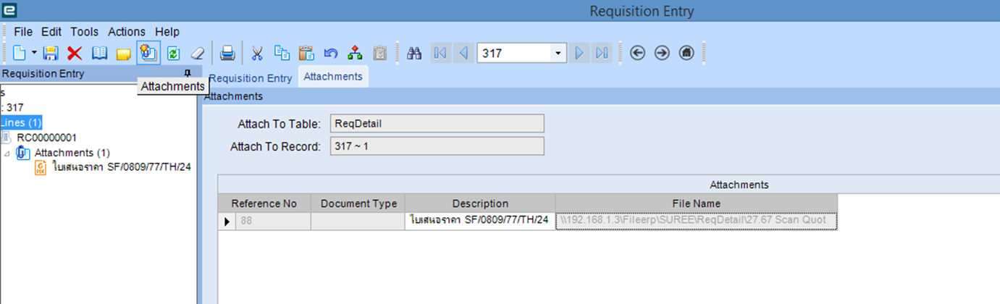 Requisition Entry
File Edit Tools Actions Help
317
Requisition Entry
Attachments
Requisition Entry Attachments
Attachments
s
: 317
Lines (1)
RC00000001
Attachments (1)
ใบเสนอราคา SF/0809/77/TH/24
Attach To Table: ReqDetail
Attach To Record: 317 ~ 1
Attachments
Reference No Document Type Description File Name
88 ใบเสนอราคา SF/0809/77/TH/24 \\192.168.1.3\Fileerp\SUREE\ReqDetail\27.67 Scan Quot